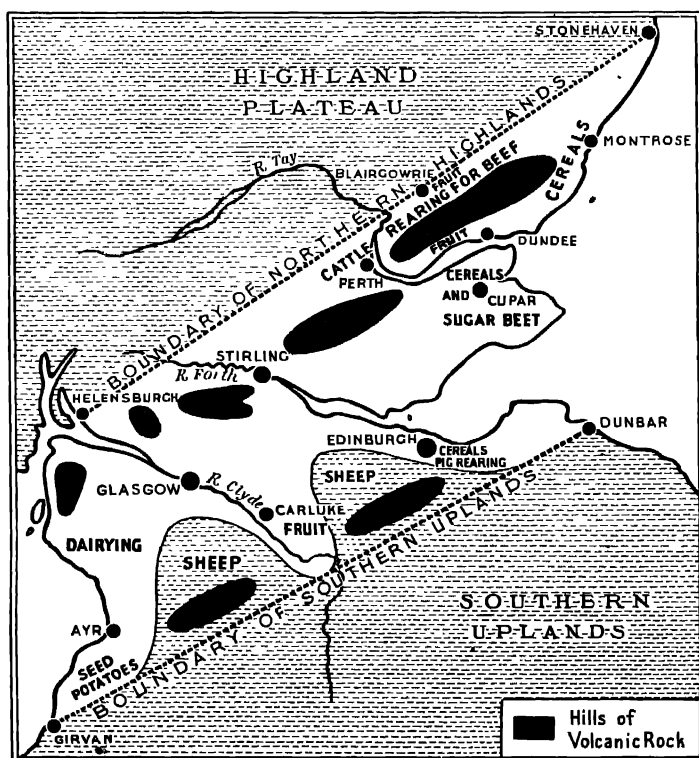 STONEHAVEN
HIGHLAND
PLATEAU
MONTROSE
CEREALS
R. Tay
BLAIRGOWRIE
FRUIT
BOUNDARY OF NORTHERN HIGHLANDS
CATTLE REARING FOR BEEF
FRUIT
DUNDEE
PERTH
CEREALS
AND
CUPAR
SUGAR BEET
STIRLING
R. Forth
HELENSBURGH
DUNBAR
EDINBURGH
CEREALS
PIG REARING
SHEEP
GLASGOW
R. Clyde
CARLUKE
FRUIT
DAIRYING
SHEEP
BOUNDARY OF SOUTHERN UPLANDS
SOUTHERN
UPLANDS
AYR
SEED
POTATOES
GIRVAN
Hills of
Volcanic Rock